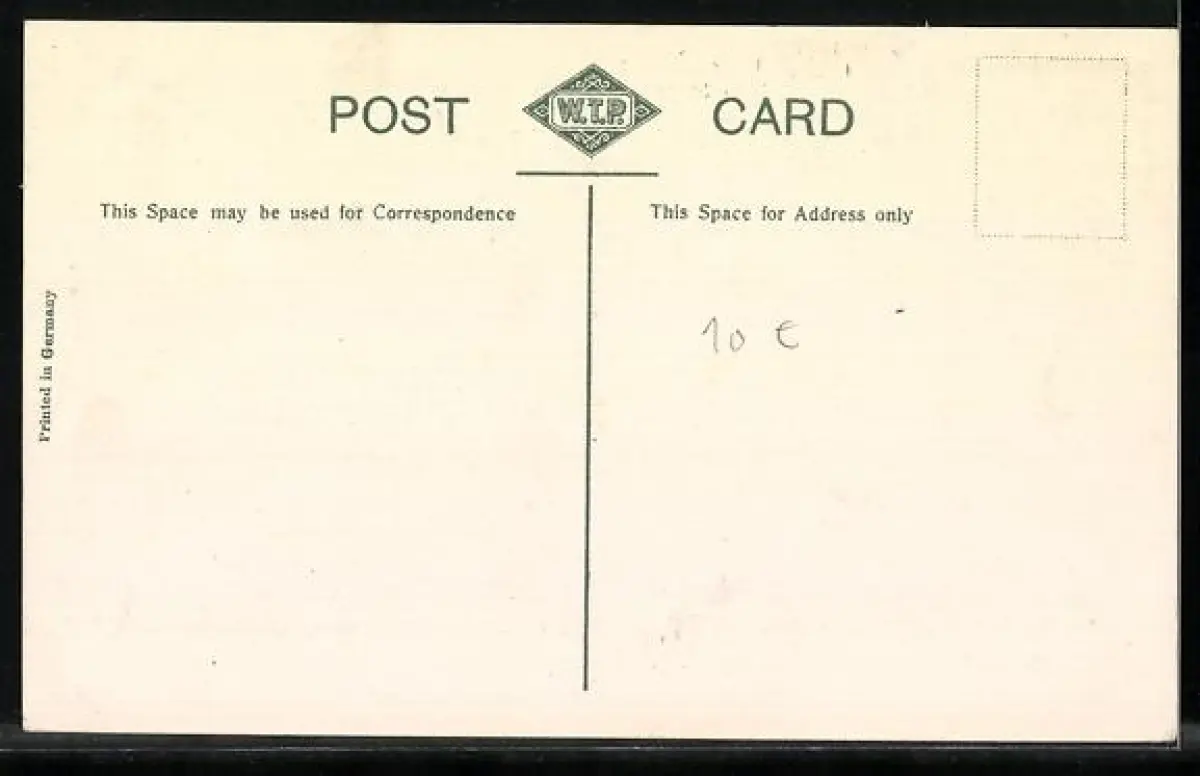 POST W.T.P. CARD
This Space may be used for Correspondence
This Space for Address only
Printed in Germany
10 €